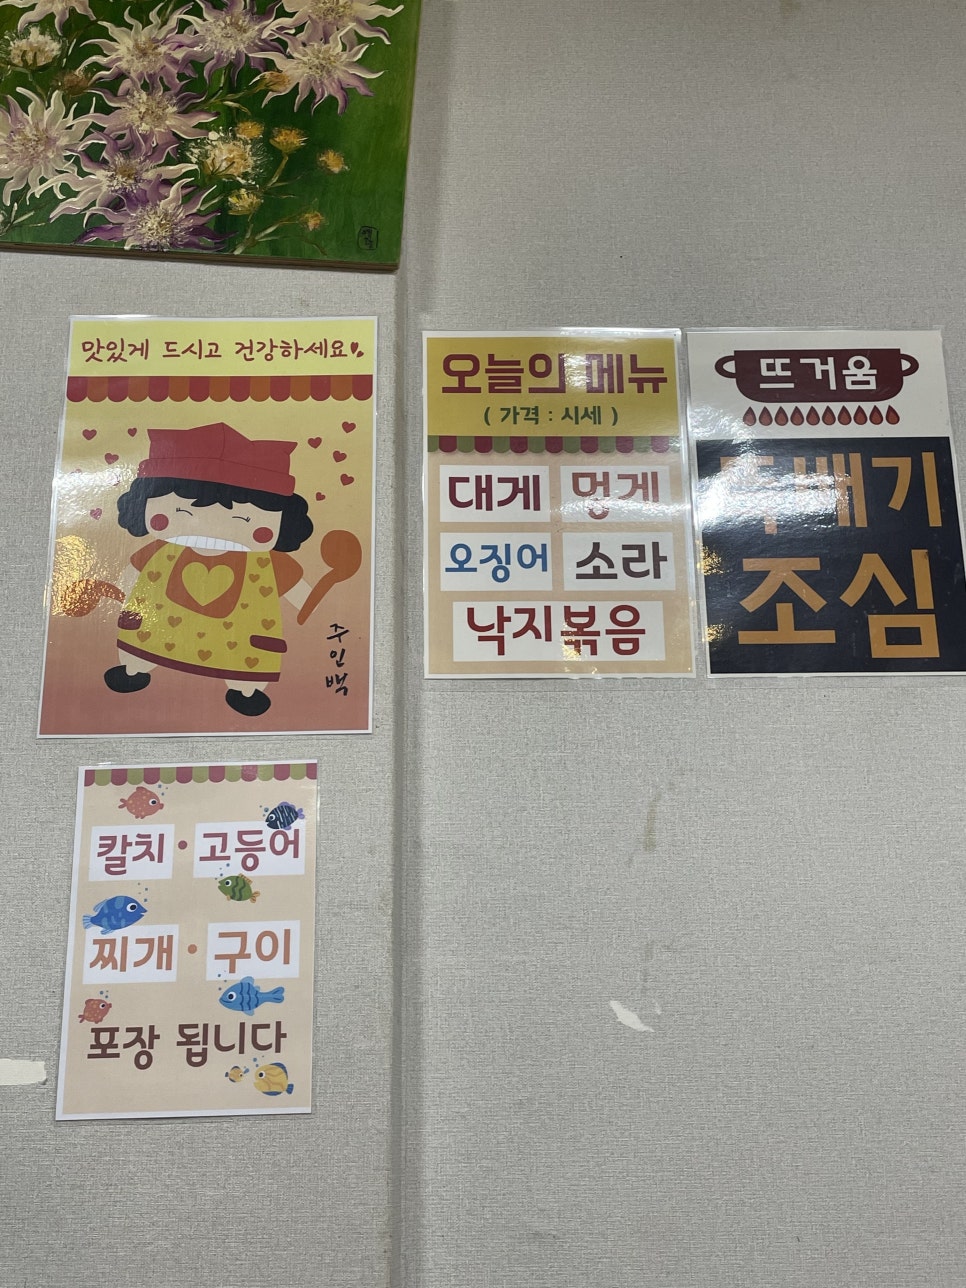 맛있게 드시고 건강하세요
주인백
오늘의 메뉴
( 가격 : 시세 )
대게 멍게
오징어 소라
낙지볶음
뜨거움
뚝배기
조심
칼치 · 고등어
찌개 · 구이
포장 됩니다